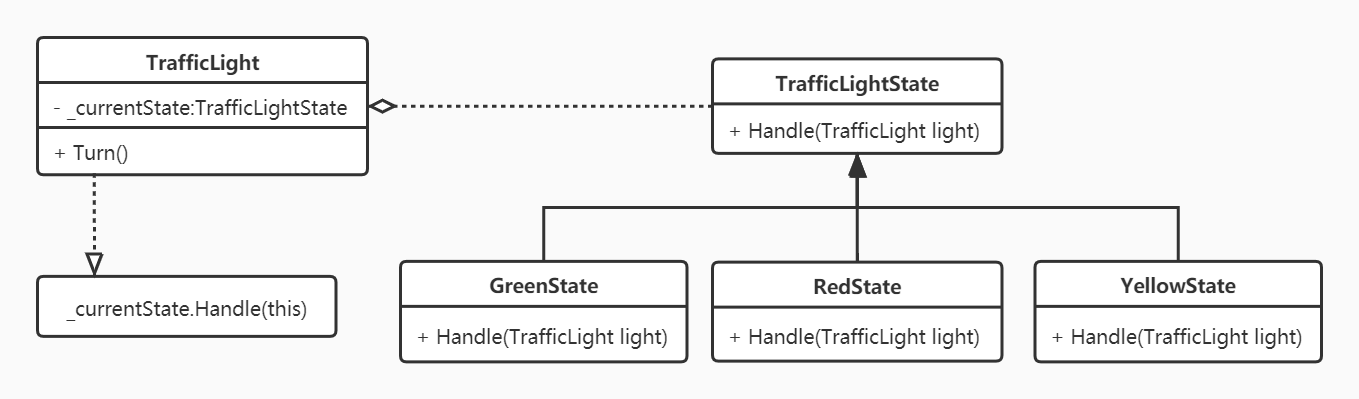 TrafficLight
- _currentState:TrafficLightState
+ Turn()
_currentState.Handle(this)
TrafficLightState
+ Handle(TrafficLight light)
GreenState
+ Handle(TrafficLight light)
RedState
+ Handle(TrafficLight light)
YellowState
+ Handle(TrafficLight light)